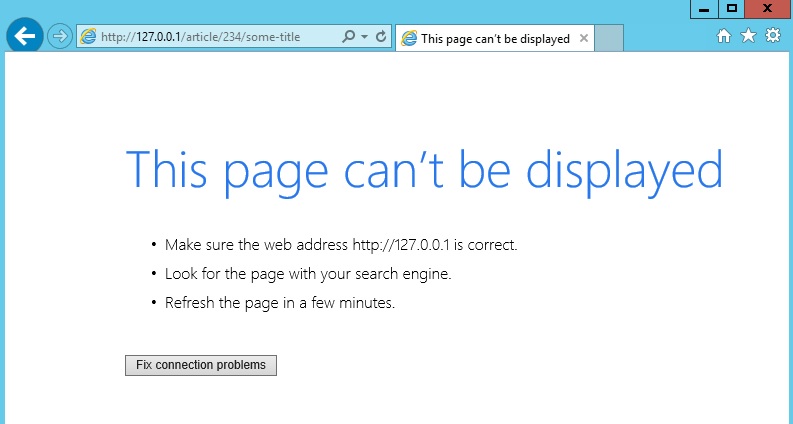 http://127.0.0.1/article/234/some-title
This page can't be displayed
This page can't be displayed
• Make sure the web address http://127.0.0.1 is correct.
• Look for the page with your search engine.
• Refresh the page in a few minutes.
Fix connection problems